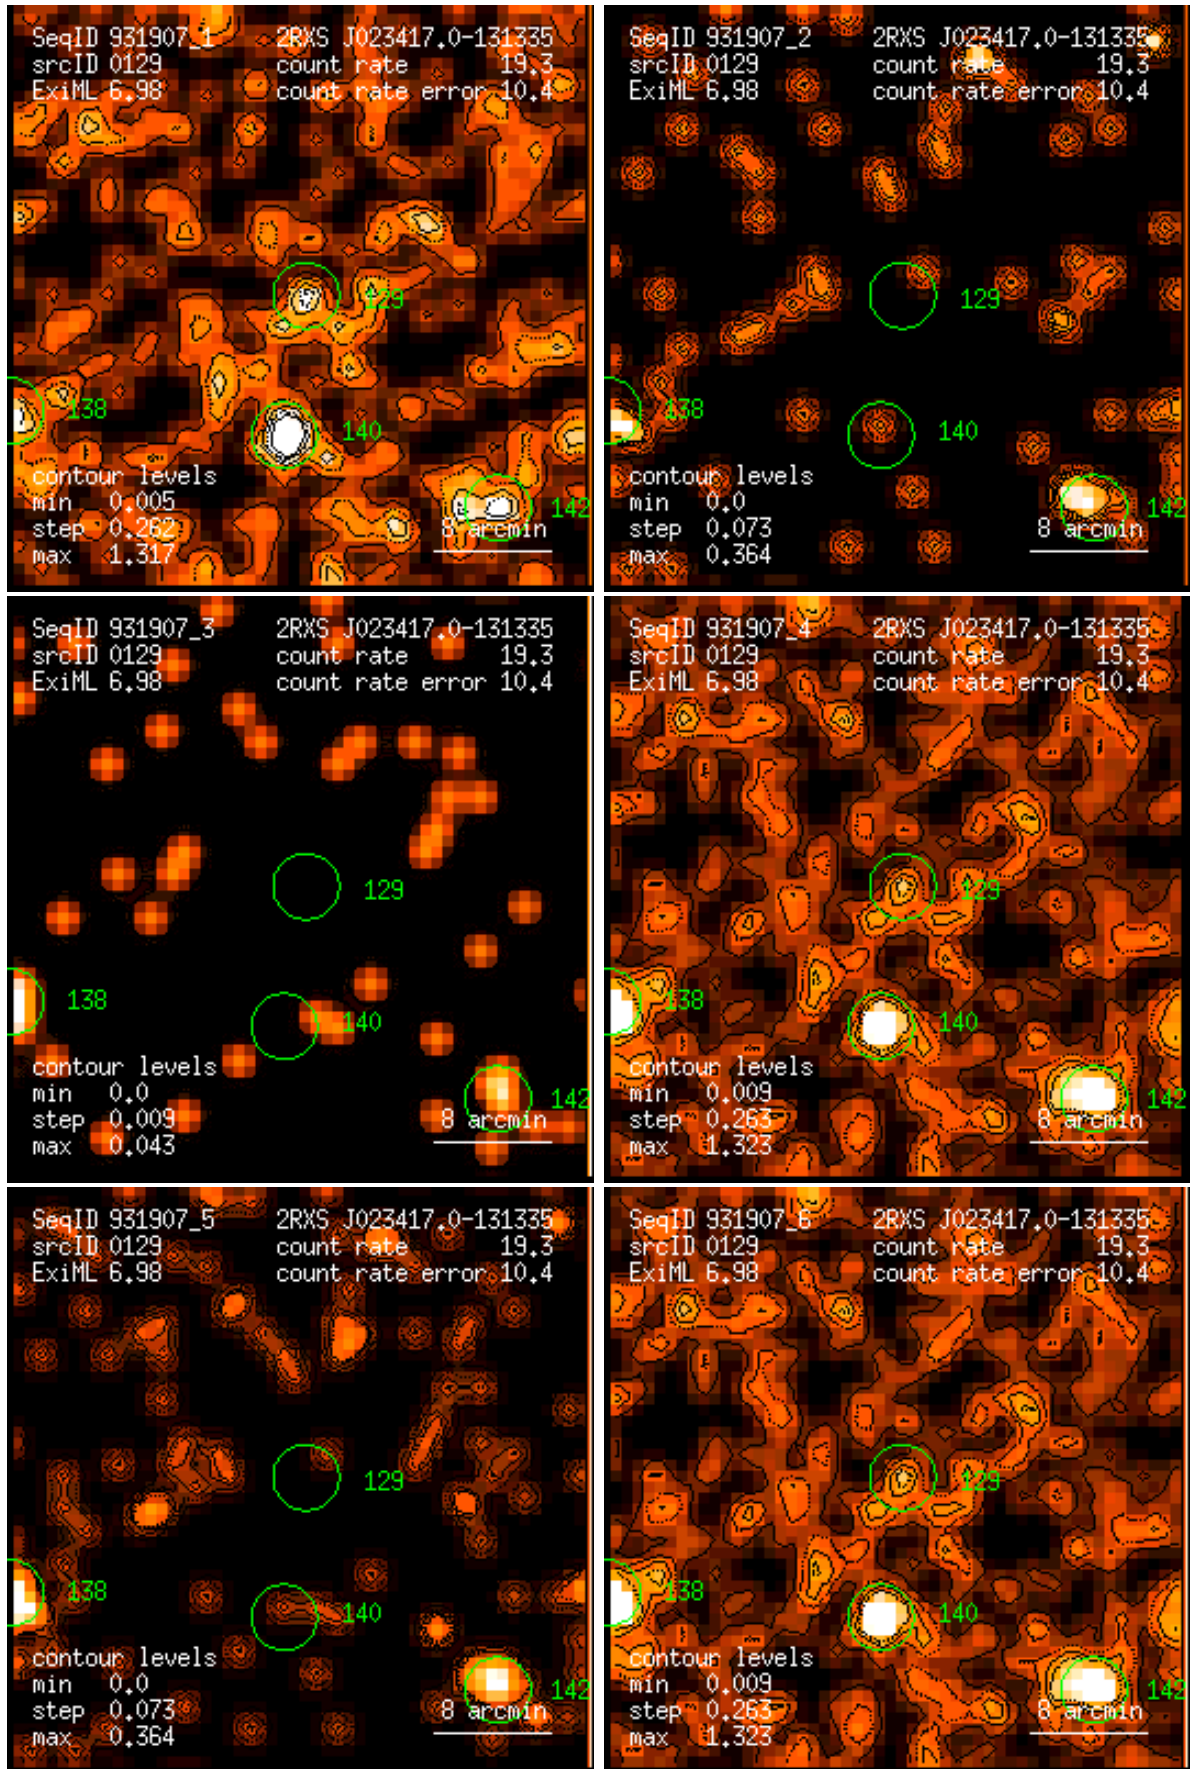 SeqID 931907_1 2RXS J023417.0-131335
srcID 0129 count rate 19.3
ExiML 6.98 count rate error 10.4
129
138
140
contour levels
min 0.005
142
step 0.262 8 arcmin
max 1.317
SeqID 931907_2 2RXS J023417.0-131335
srcID 0129 count rate 19.3
ExiML 6.98 count rate error 10.4
129
138
140
contour levels
min 0.0
142
step 0.073 8 arcmin
max 0.364
SeqID 931907_3 2RXS J023417.0-131335
srcID 0129 count rate 19.3
ExiML 6.98 count rate error 10.4
129
138
140
contour levels
min 0.0
142
step 0.009 8 arcmin
max 0.043
SeqID 931907_4 2RXS J023417.0-131335
srcID 0129 count rate 19.3
ExiML 6.98 count rate error 10.4
129
138
140
contour levels
min 0.009
142
step 0.263 8 arcmin
max 1.323
SeqID 931907_5 2RXS J023417.0-131335
srcID 0129 count rate 19.3
ExiML 6.98 count rate error 10.4
129
138
140
contour levels
min 0.0
142
step 0.073 8 arcmin
max 0.364
SeqID 931907_6 2RXS J023417.0-131335
srcID 0129 count rate 19.3
ExiML 6.98 count rate error 10.4
129
138
140
contour levels
min 0.009
142
step 0.263 8 arcmin
max 1.323